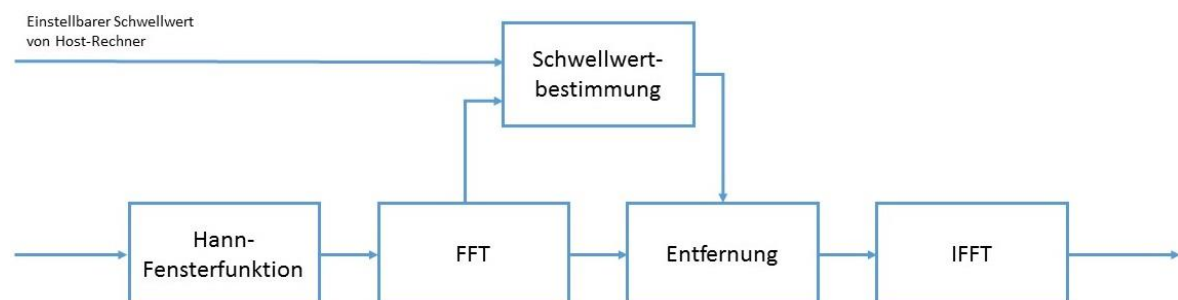 Einstellbarer Schwellwert
von Host-Rechner
Schwellwert-
bestimmung
Hann-
Fensterfunktion
FFT
Entfernung
IFFT